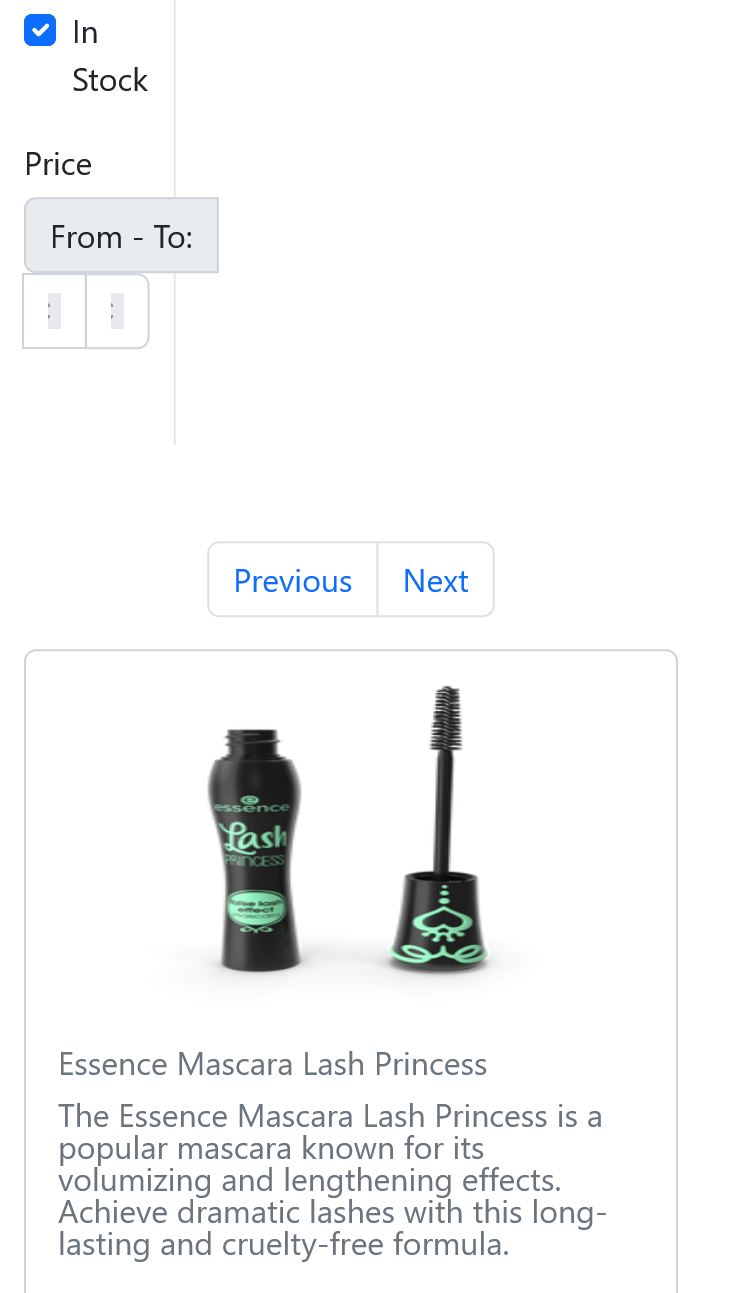 In
Stock
Price
From - To:
Previous
Next
essence
Lash
PRINCESS
false lash
effect
mascara
Essence Mascara Lash Princess
The Essence Mascara Lash Princess is a
popular mascara known for its
volumizing and lengthening effects.
Achieve dramatic lashes with this long-
lasting and cruelty-free formula.